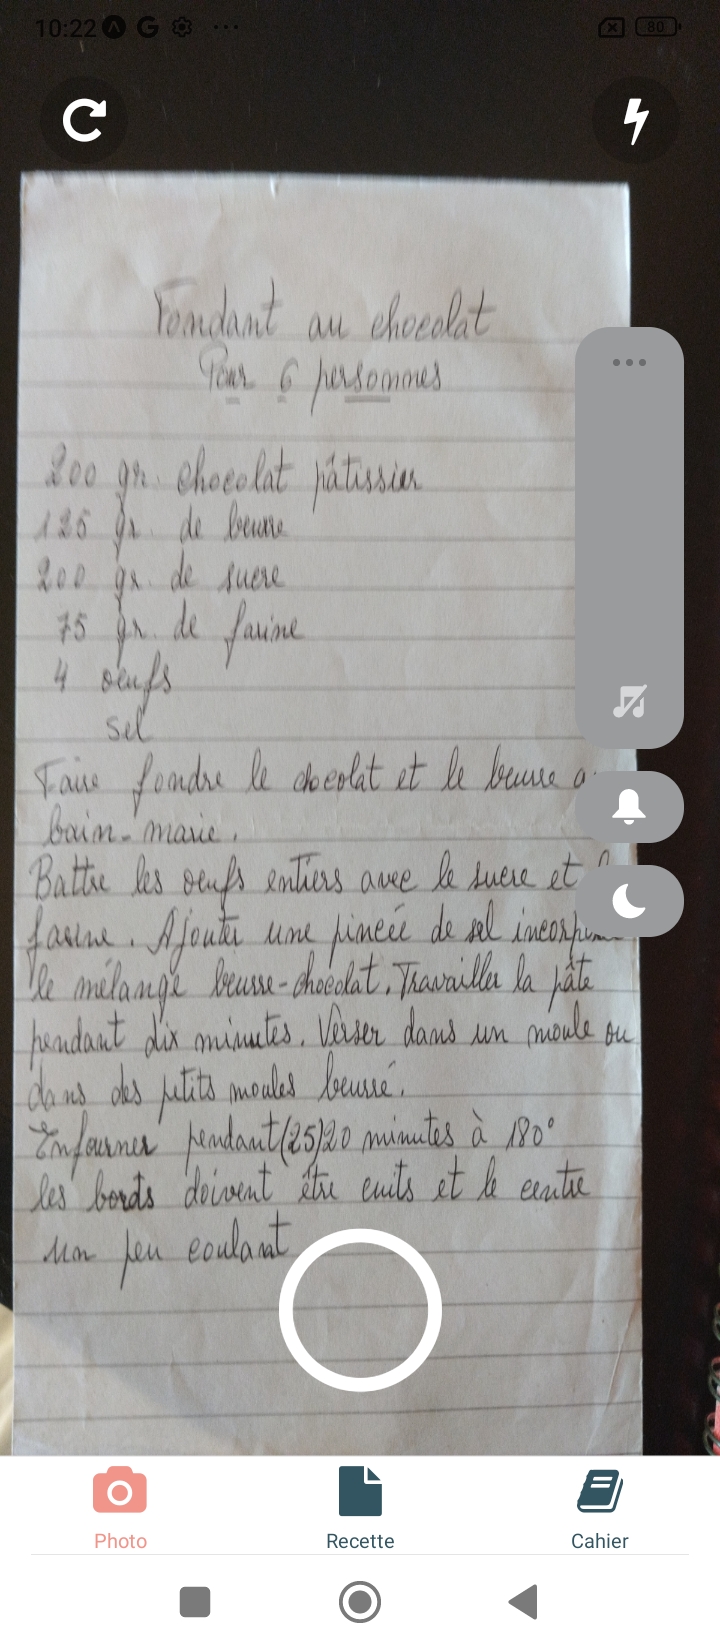 10:22
80
Fondant au chocolat
Pour 6 personnes
200 gr. chocolat pâtissier
125 gr. de beurre
200 gr. de sucre
75 gr. de farine
4 oeufs
sel
Faire fondre le chocolat et le beurre a
bain-marie.
Battre les oeufs entiers avec le sucre et
farine. Ajouter une pincée de sel
le mélange beurre-chocolat. Travailler la pâte
pendant dix minutes. Verser dans un moule ou
dans des petits moules beurré.
Enfourner pendant (25) 20 minutes à 180°
les bords doivent être cuits et le centre
un peu coulant
Photo
Recette
Cahier